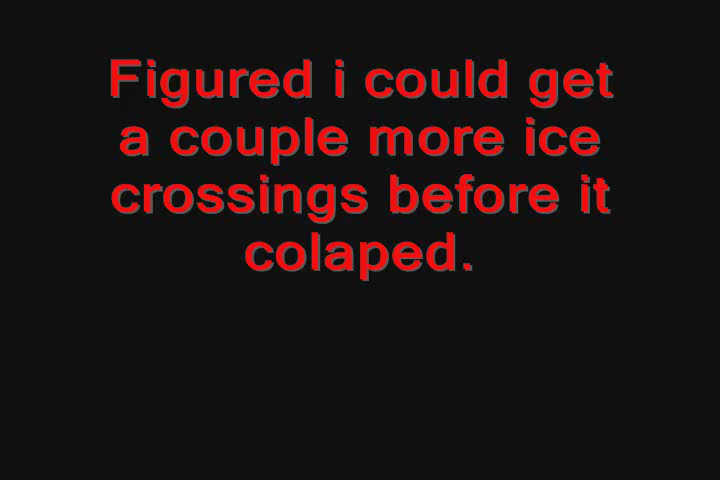 Figured i could get
a couple more ice
crossings before it
colaped.